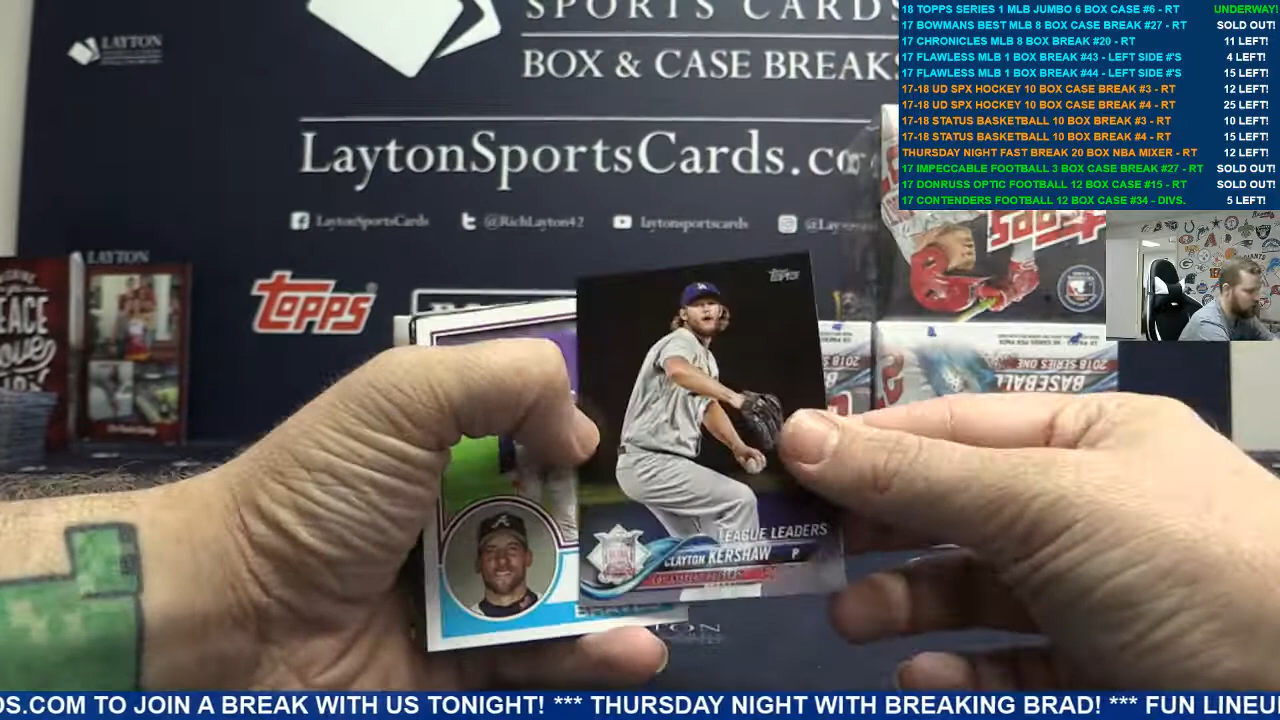 SPORTS CARDS
BOX & CASE BREAKS
LAYTON
LaytonSportsCards.co
LaytonSportsCards
@RichLayton42
laytonsportscards
@Layton
LAYTON
PEACE
Love
JOY
Topps
topps
LEAGUE LEADERS
CLAYTON KERSHAW P
BRAVES
2018 SERIES ONE
BASEBALL
18 TOPPS SERIES 1 MLB JUMBO 6 BOX CASE #6 - RT UNDERWAY!
17 BOWMANS BEST MLB 8 BOX CASE BREAK #27 - RT SOLD OUT!
17 CHRONICLES MLB 8 BOX BREAK #20 - RT 11 LEFT!
17 FLAWLESS MLB 1 BOX BREAK #43 - LEFT SIDE #'S 4 LEFT!
17 FLAWLESS MLB 1 BOX BREAK #44 - LEFT SIDE #'S 15 LEFT!
17-18 UD SPX HOCKEY 10 BOX CASE BREAK #3 - RT 12 LEFT!
17-18 UD SPX HOCKEY 10 BOX CASE BREAK #4 - RT 25 LEFT!
17-18 STATUS BASKETBALL 10 BOX BREAK #3 - RT 10 LEFT!
17-18 STATUS BASKETBALL 10 BOX BREAK #4 - RT 15 LEFT!
THURSDAY NIGHT FAST BREAK 20 BOX NBA MIXER - RT 12 LEFT!
17 IMPECCABLE FOOTBALL 3 BOX CASE BREAK #27 - RT SOLD OUT!
17 DONRUSS OPTIC FOOTBALL 12 BOX CASE #15 - RT SOLD OUT!
17 CONTENDERS FOOTBALL 12 BOX CASE #34 - DIVS. 5 LEFT!
DS.COM TO JOIN A BREAK WITH US TONIGHT! *** THURSDAY NIGHT WITH BREAKING BRAD! *** FUN LINEU